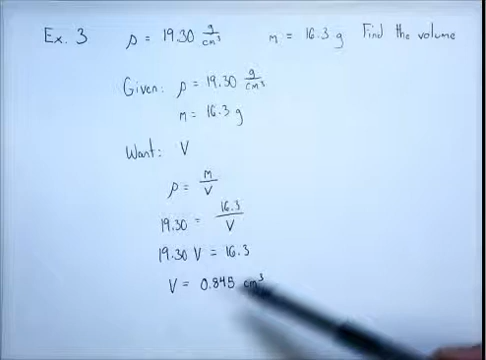 Ex. 3 ρ = 19.30 g/cm³ m = 16.3 g Find the volume
Given: ρ = 19.30 g/cm³
m = 16.3 g
Want: V
ρ = m/V
19.30 = 16.3/V
19.30 V = 16.3
V = 0.845 cm³